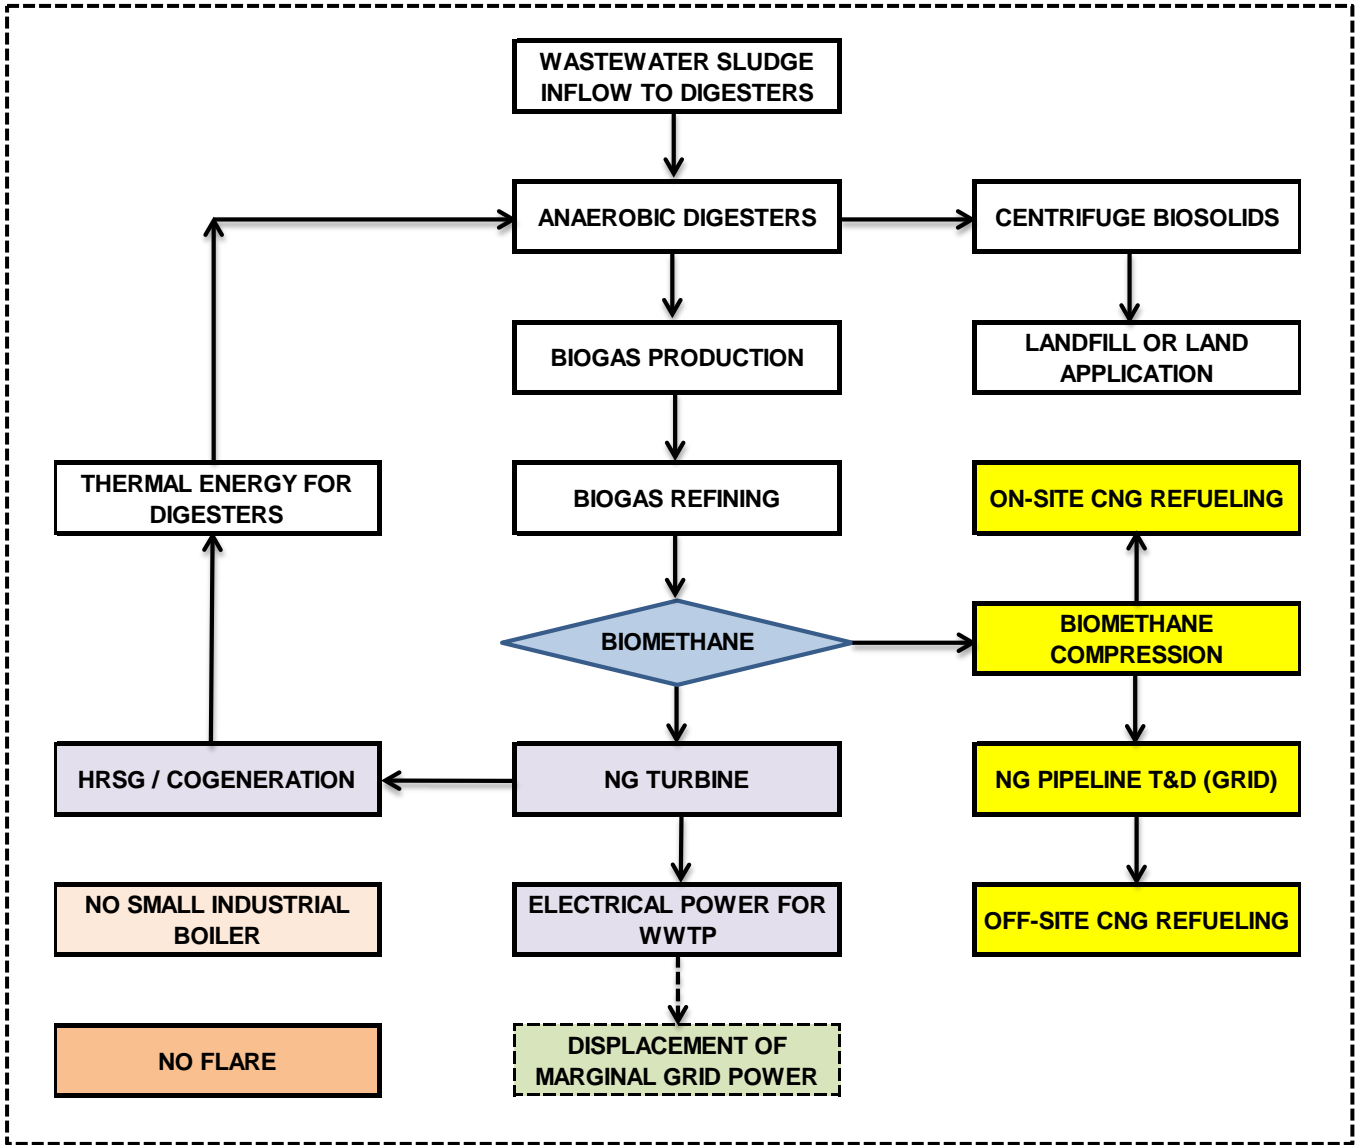 WASTEWATER SLUDGE
INFLOW TO DIGESTERS
ANAEROBIC DIGESTERS
CENTRIFUGE BIOSOLIDS
BIOGAS PRODUCTION
LANDFILL OR LAND
APPLICATION
THERMAL ENERGY FOR
DIGESTERS
BIOGAS REFINING
ON-SITE CNG REFUELING
BIOMETHANE
BIOMETHANE
COMPRESSION
HRSG / COGENERATION
NG TURBINE
NG PIPELINE T&D (GRID)
NO SMALL INDUSTRIAL
BOILER
ELECTRICAL POWER FOR
WWTP
OFF-SITE CNG REFUELING
NO FLARE
DISPLACEMENT OF
MARGINAL GRID POWER